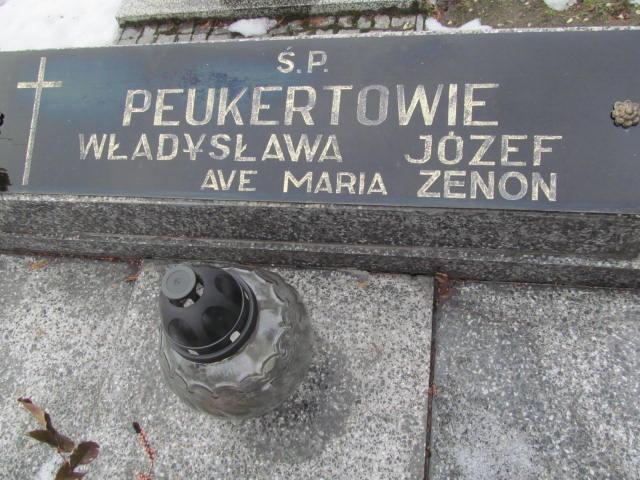 Ś.P.
PEUKERTOWIE
WŁADYSŁAWA JÓZEF
AVE MARIA ZENON